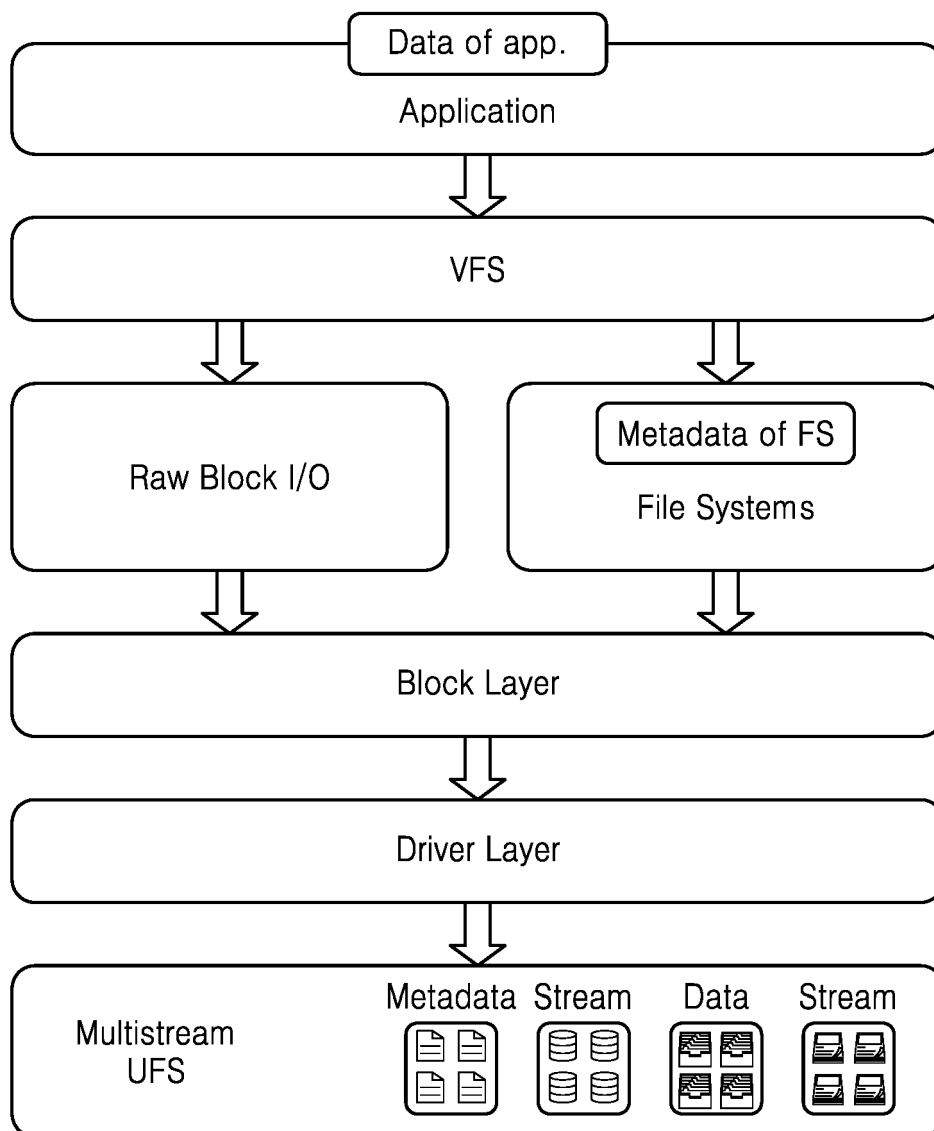 Data of app.
Application
VFS
Raw Block I/O
Metadata of FS
File Systems
Block Layer
Driver Layer
Metadata Stream Data Stream
Multistream
UFS